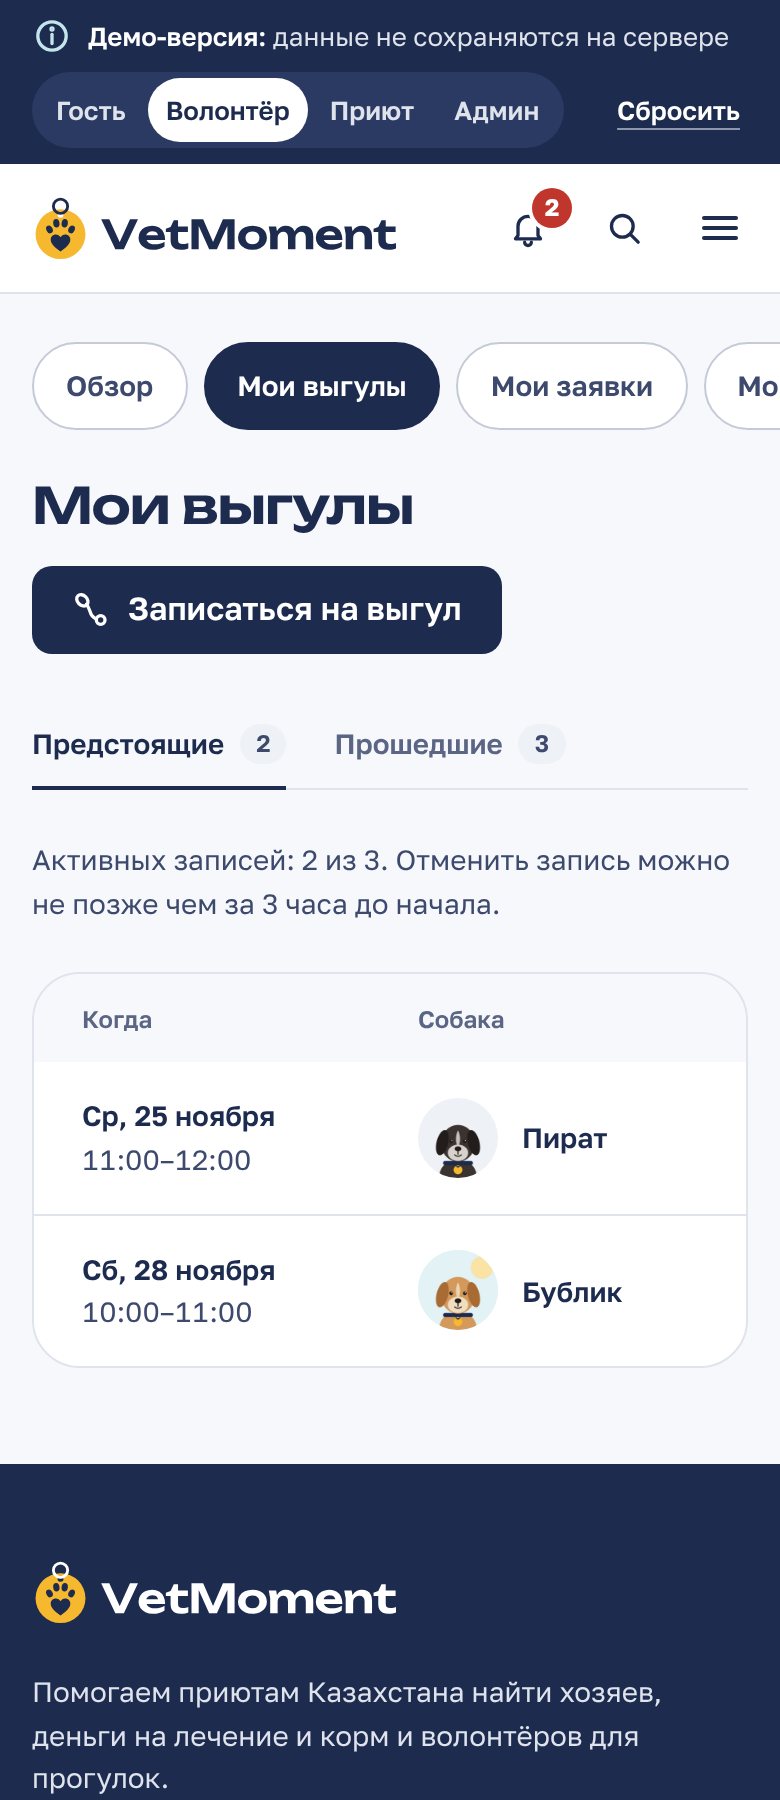 Демо-версия: данные не сохраняются на сервере
Гость Волонтёр Приют Админ Сбросить
VetMoment 2
Обзор Мои выгулы Мои заявки Мо
Мои выгулы
Записаться на выгул
Предстоящие 2 Прошедшие 3
Активных записей: 2 из 3. Отменить запись можно
не позже чем за 3 часа до начала.
Когда Собака
Ср, 25 ноября
11:00–12:00
Пират
Сб, 28 ноября
10:00–11:00
Бублик
VetMoment
Помогаем приютам Казахстана найти хозяев,
деньги на лечение и корм и волонтёров для
прогулок.